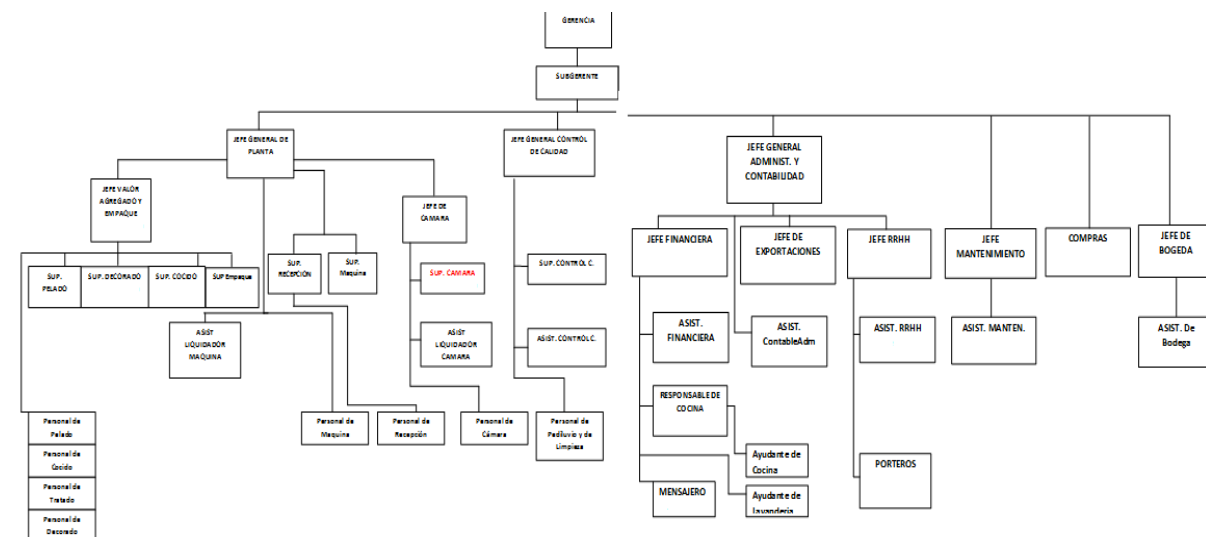 GERENCIA
SUBGERENTE
JEFE GENERAL DE
PLANTA
JEFE GENERAL CONTROL
DE CALIDAD
JEFE GENERAL
ADMINIST. Y
CONTABILIDAD
JEFE VALOR
AGREGADO Y
EMPAQUE
JEFE DE
CAMARA
JEFE FINANCIERA
JEFE DE
EXPORTACIONES
JEFE RRHH
JEFE
MANTENIMIENTO
COMPRAS
JEFE DE
BOGEDA
SUP.
PELADO
SUP. DECORADO
SUP. COCIDO
SUP Empaque
SUP.
RECEPCIÓN
SUP.
Maquina
SUP. CAMARA
SUP. CONTROL C.
ASIST
LIQUIDADOR
MAQUINA
ASIST
LIQUIDADOR
CAMARA
ASIST. CONTROL C.
ASIST.
FINANCIERA
ASIST.
ContableAdm
ASIST. RRHH
ASIST. MANTEN.
ASIST. De
Bodega
RESPONSABLE DE
COCINA
Personal de
Pelado
Personal de
Cocido
Personal de
Tratado
Personal de
Decorado
Personal de
Maquina
Personal de
Recepción
Personal de
Cámara
Personal de
Pediluvio y de
Limpieza
Ayudante de
Cocina
PORTEROS
MENSAJERO
Ayudante de
lavanderia